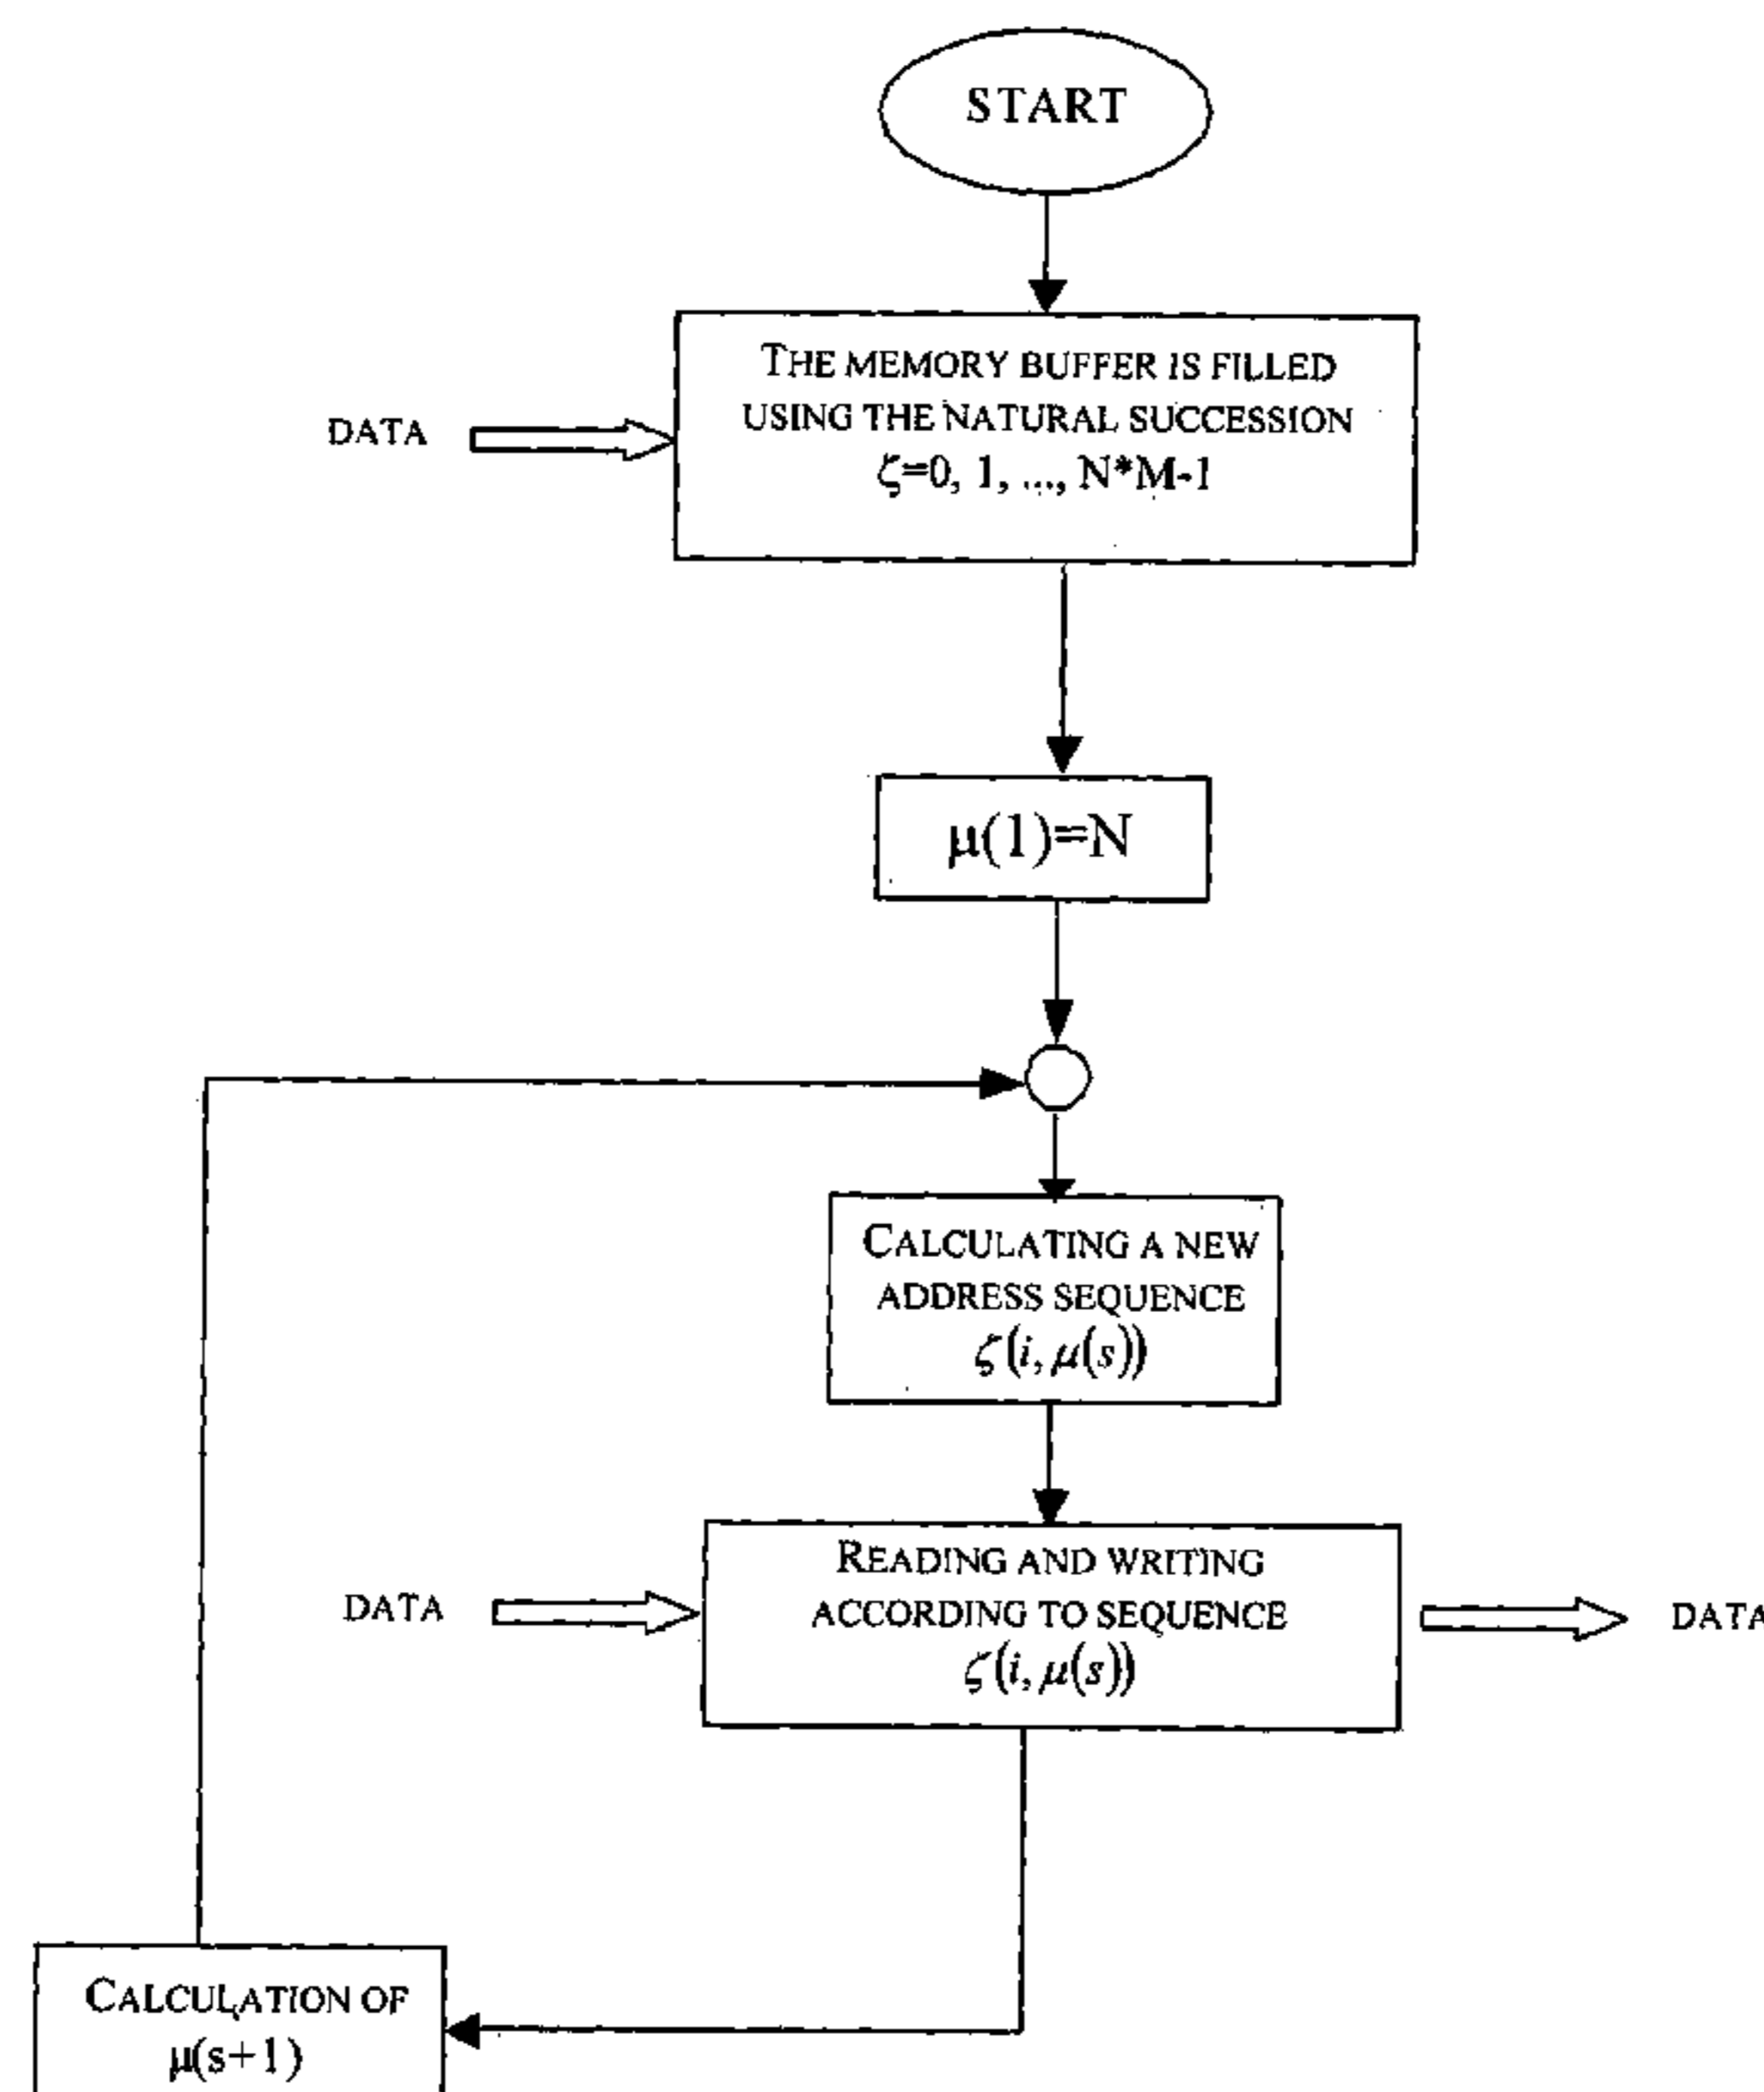 START
THE MEMORY BUFFER IS FILLED
USING THE NATURAL SUCCESSION
ζ=0, 1, ..., N*M-1
DATA
μ(1)=N
CALCULATING A NEW
ADDRESS SEQUENCE
ζ(i, μ(s))
READING AND WRITING
ACCORDING TO SEQUENCE
ζ(i, μ(s))
DATA
DATA
CALCULATION OF
μ(s+1)